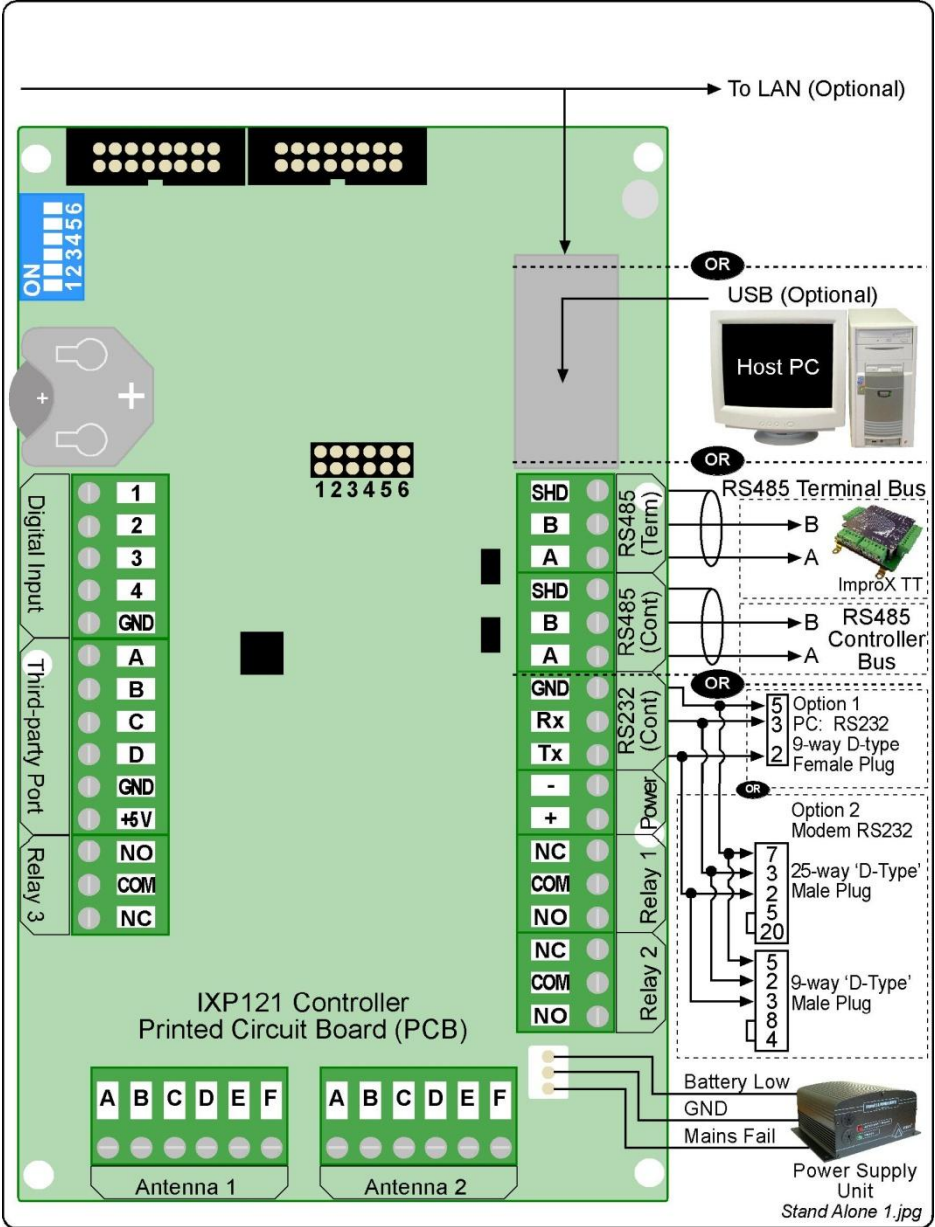 To LAN (Optional)
ON
1 2 3 4 5 6
OR
USB (Optional)
Host PC
+
+
1 2 3 4 5 6
OR
Digital Input
1
2
3
4
GND
Third-party Port
A
B
C
D
GND
+5V
Relay 3
NO
COM
NC
SHD
B
A
RS485
(Term)
SHD
B
A
RS485
(Cont)
GND
Rx
Tx
RS232
(Cont)
-
+
Power
NC
COM
NO
Relay 1
NC
COM
NO
Relay 2
RS485 Terminal Bus
B
A
ImproX TT
B
A
RS485
Controller
Bus
OR
5
3
2
Option 1
PC: RS232
9-way D-type
Female Plug
OR
Option 2
Modem RS232
7
3
2
5
20
25-way 'D-Type'
Male Plug
5
2
3
8
4
9-way 'D-Type'
Male Plug
IXP121 Controller
Printed Circuit Board (PCB)
A B C D E F
Antenna 1
A B C D E F
Antenna 2
Battery Low
GND
Mains Fail
Power Supply
Unit
Stand Alone 1.jpg